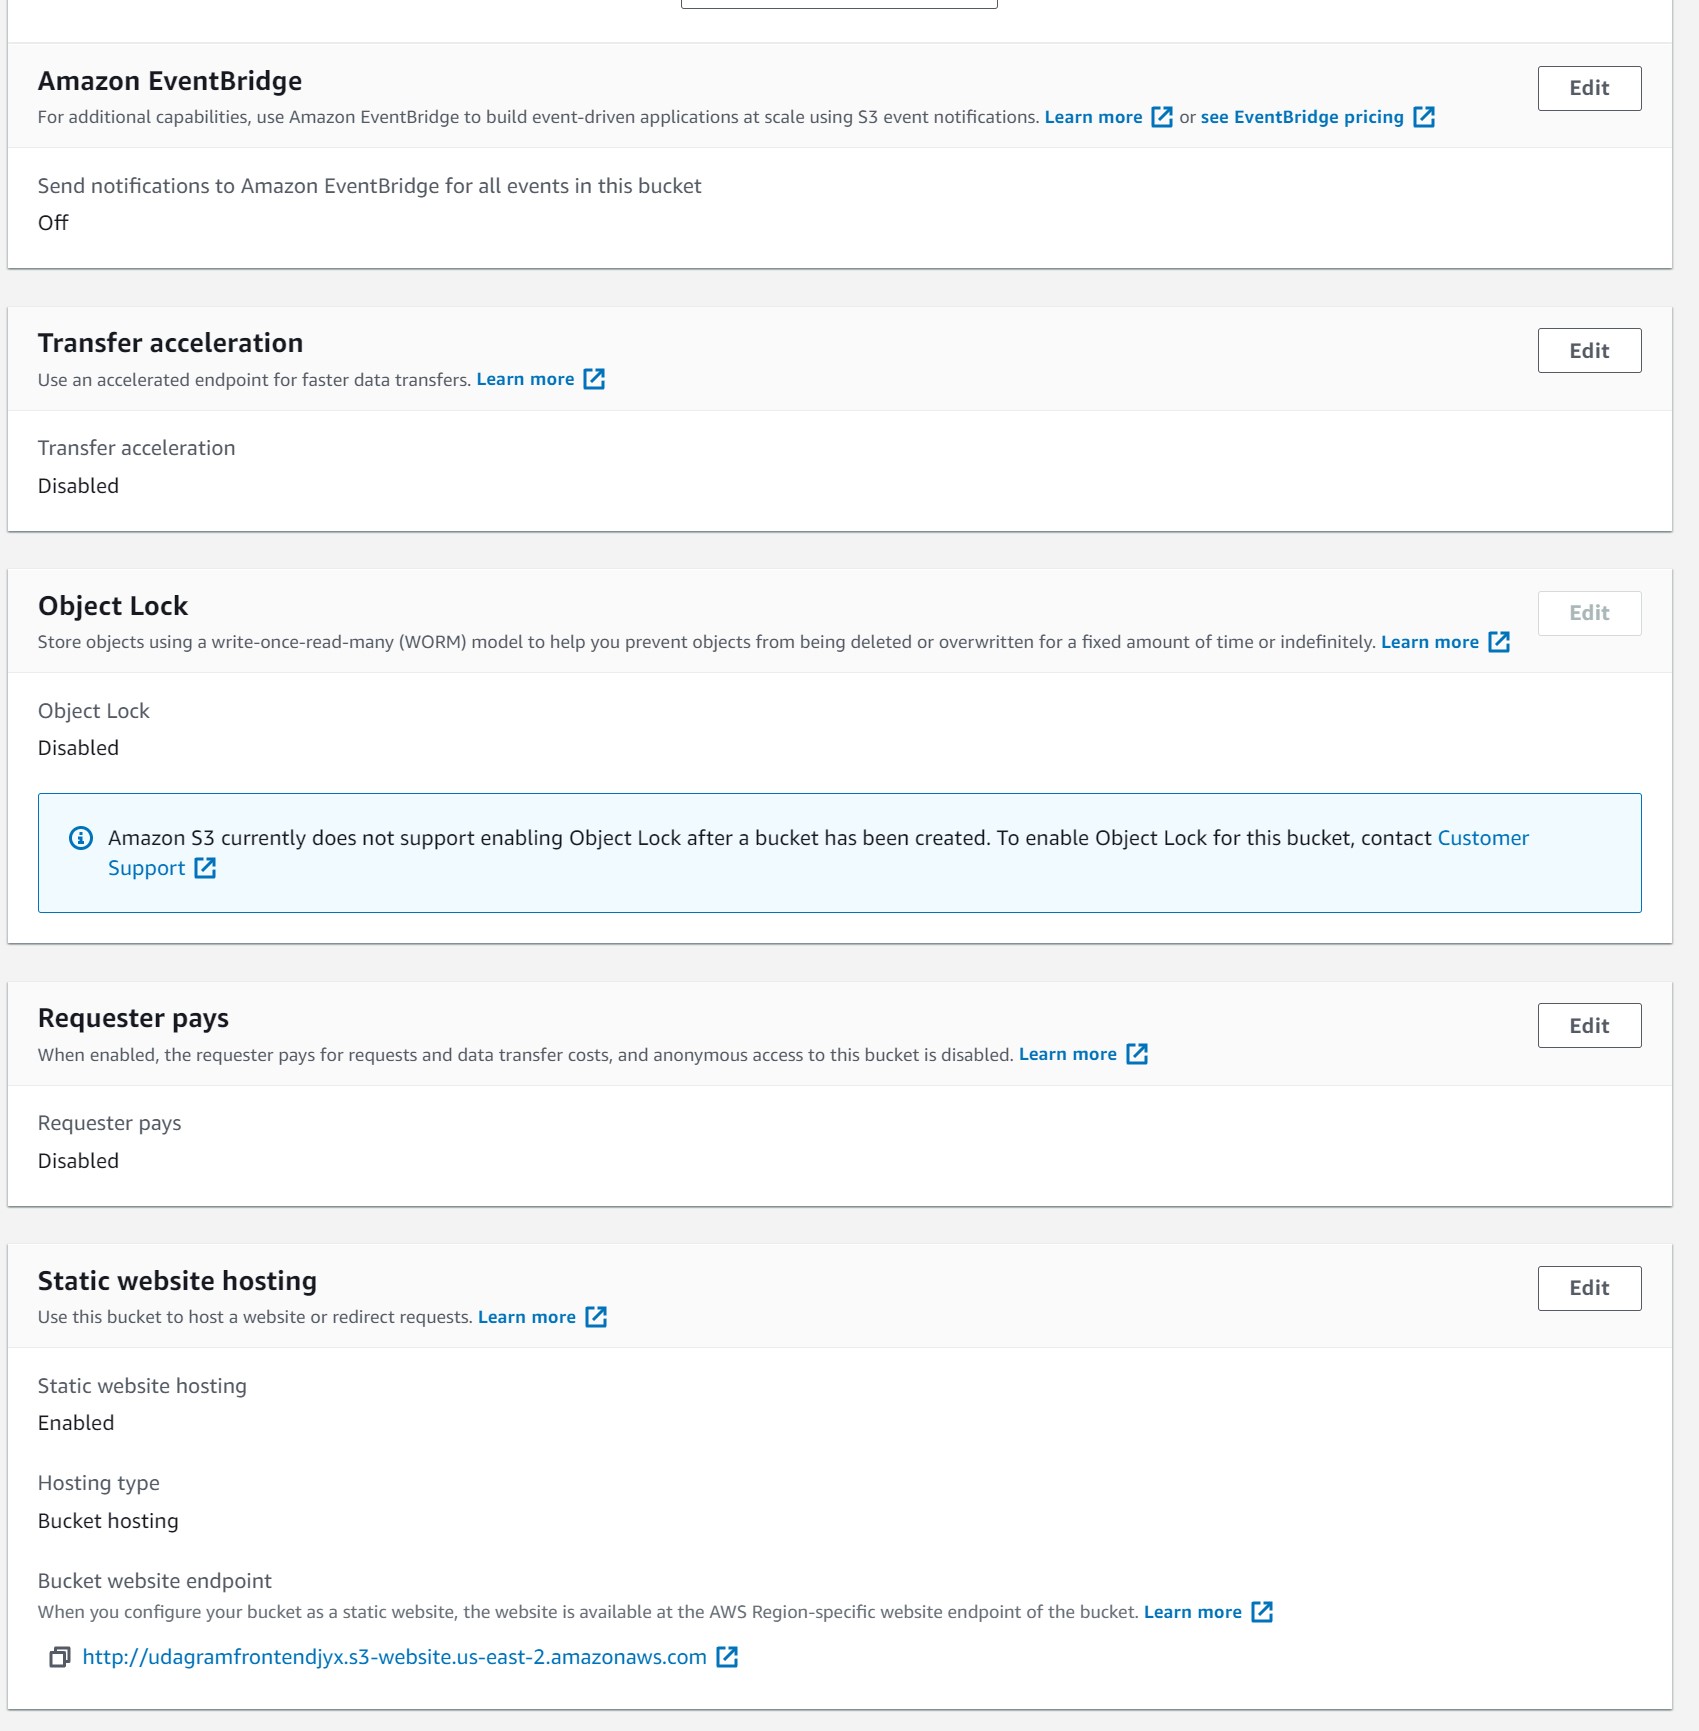 Amazon EventBridge
Edit
For additional capabilities, use Amazon EventBridge to build event-driven applications at scale using S3 event notifications. Learn more or see EventBridge pricing
Send notifications to Amazon EventBridge for all events in this bucket
Off
Transfer acceleration
Edit
Use an accelerated endpoint for faster data transfers. Learn more
Transfer acceleration
Disabled
Object Lock
Edit
Store objects using a write-once-read-many (WORM) model to help you prevent objects from being deleted or overwritten for a fixed amount of time or indefinitely. Learn more
Object Lock
Disabled
Amazon S3 currently does not support enabling Object Lock after a bucket has been created. To enable Object Lock for this bucket, contact Customer
Support
Requester pays
Edit
When enabled, the requester pays for requests and data transfer costs, and anonymous access to this bucket is disabled. Learn more
Requester pays
Disabled
Static website hosting
Edit
Use this bucket to host a website or redirect requests. Learn more
Static website hosting
Enabled
Hosting type
Bucket hosting
Bucket website endpoint
When you configure your bucket as a static website, the website is available at the AWS Region-specific website endpoint of the bucket. Learn more
http://udagramfrontendjyx.s3-website.us-east-2.amazonaws.com